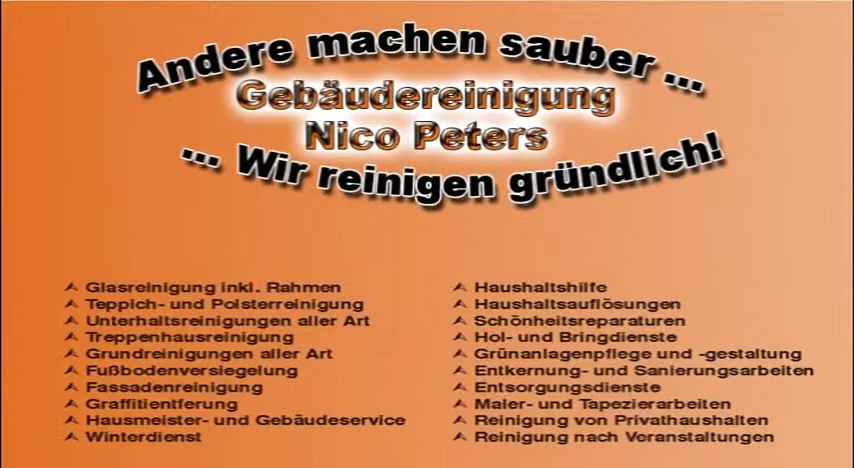 Andere machen sauber ...
Gebäudereinigung
Nico Peters
... Wir reinigen gründlich!
Glasreinigung inkl. Rahmen
Teppich- und Polsterreinigung
Unterhaltsreinigungen aller Art
Treppenhausreinigung
Grundreinigungen aller Art
Fußbodenversiegelung
Fassadenreinigung
Graffitientferung
Hausmeister- und Gebäudeservice
Winterdienst
Haushaltshilfe
Haushaltsauflösungen
Schönheitsreparaturen
Hol- und Bringdienste
Grünanlagenpflege und -gestaltung
Entkernung- und Sanierungsarbeiten
Entsorgungsdienste
Maler- und Tapezierarbeiten
Reinigung von Privathaushalten
Reinigung nach Veranstaltungen